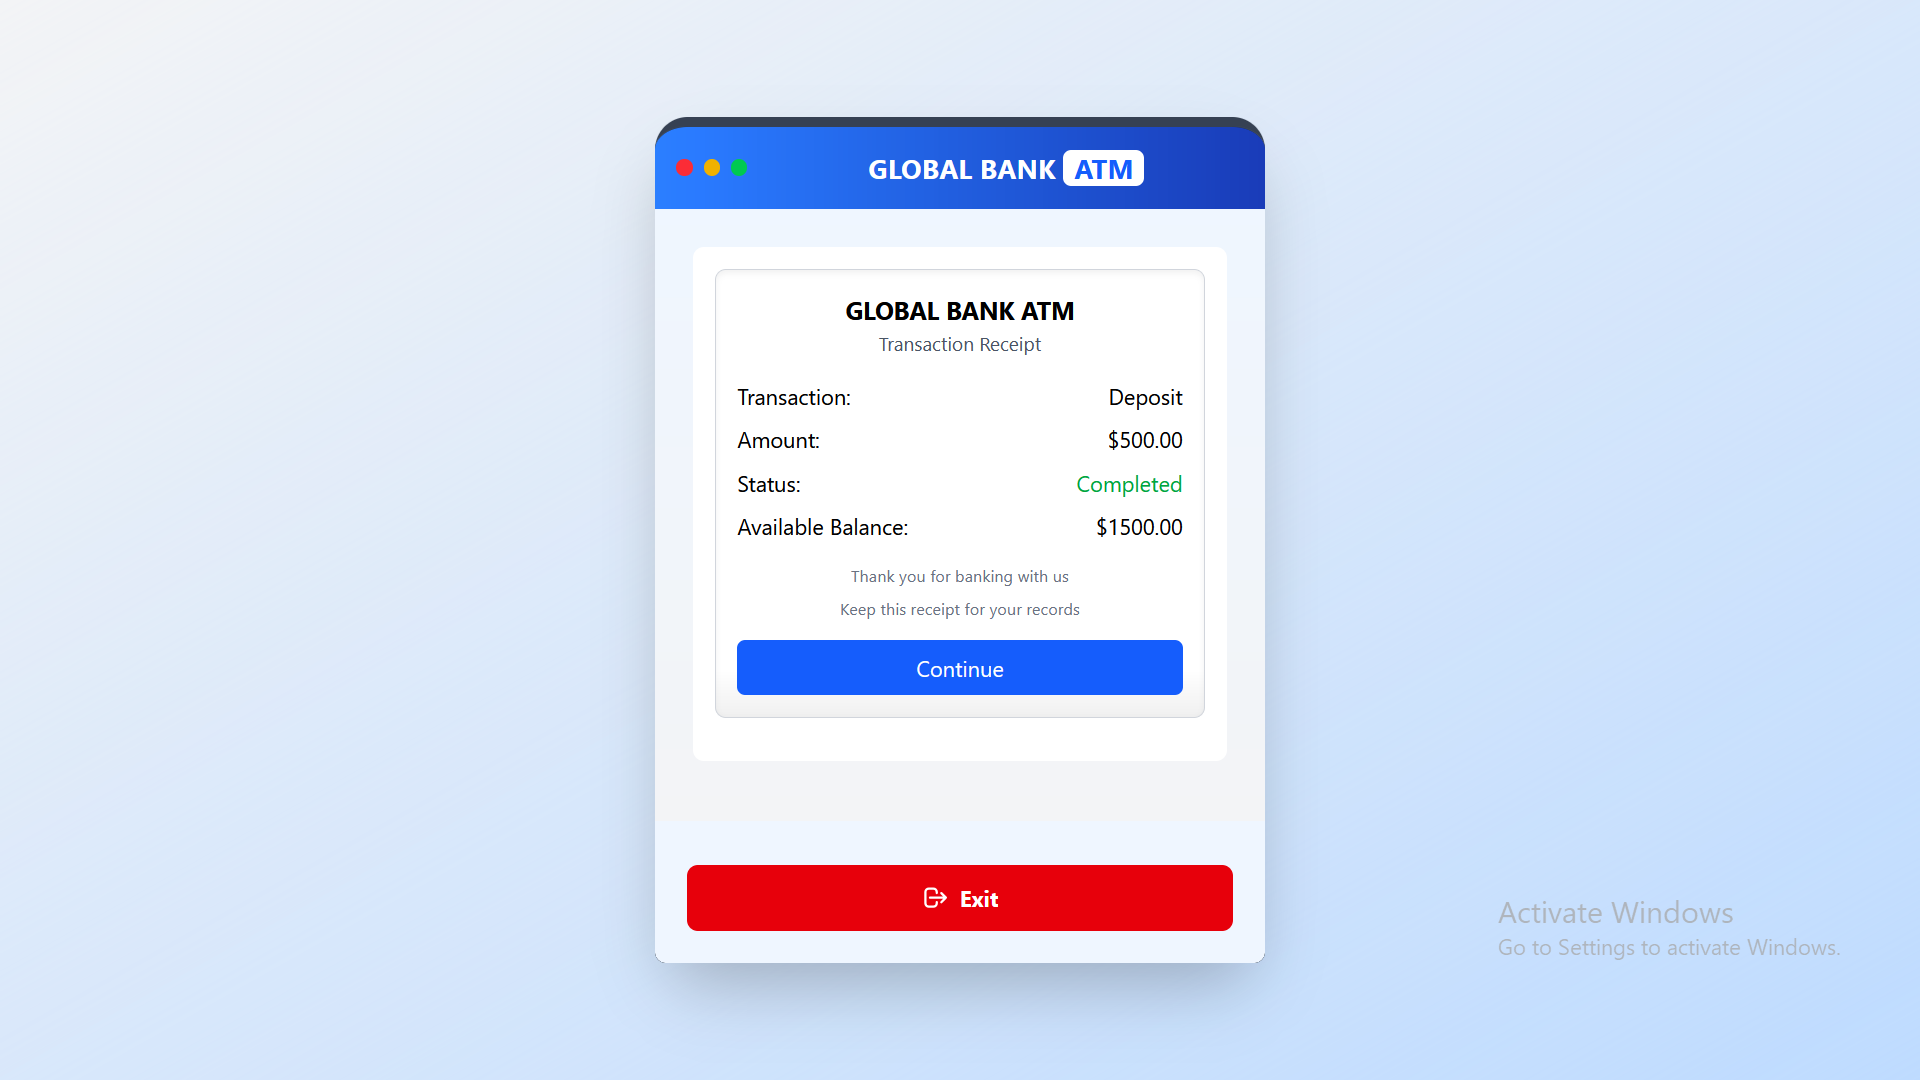 GLOBAL BANK ATM
GLOBAL BANK ATM
Transaction Receipt
Transaction: Deposit
Amount: $500.00
Status: Completed
Available Balance: $1500.00
Thank you for banking with us
Keep this receipt for your records
Continue
Exit
Activate Windows
Go to Settings to activate Windows.